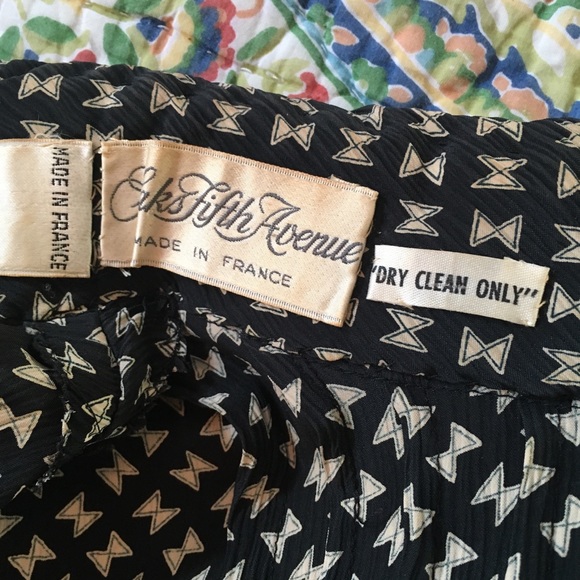 MADE IN FRANCE
Saks Fifth Avenue
MADE IN FRANCE
"DRY CLEAN ONLY"